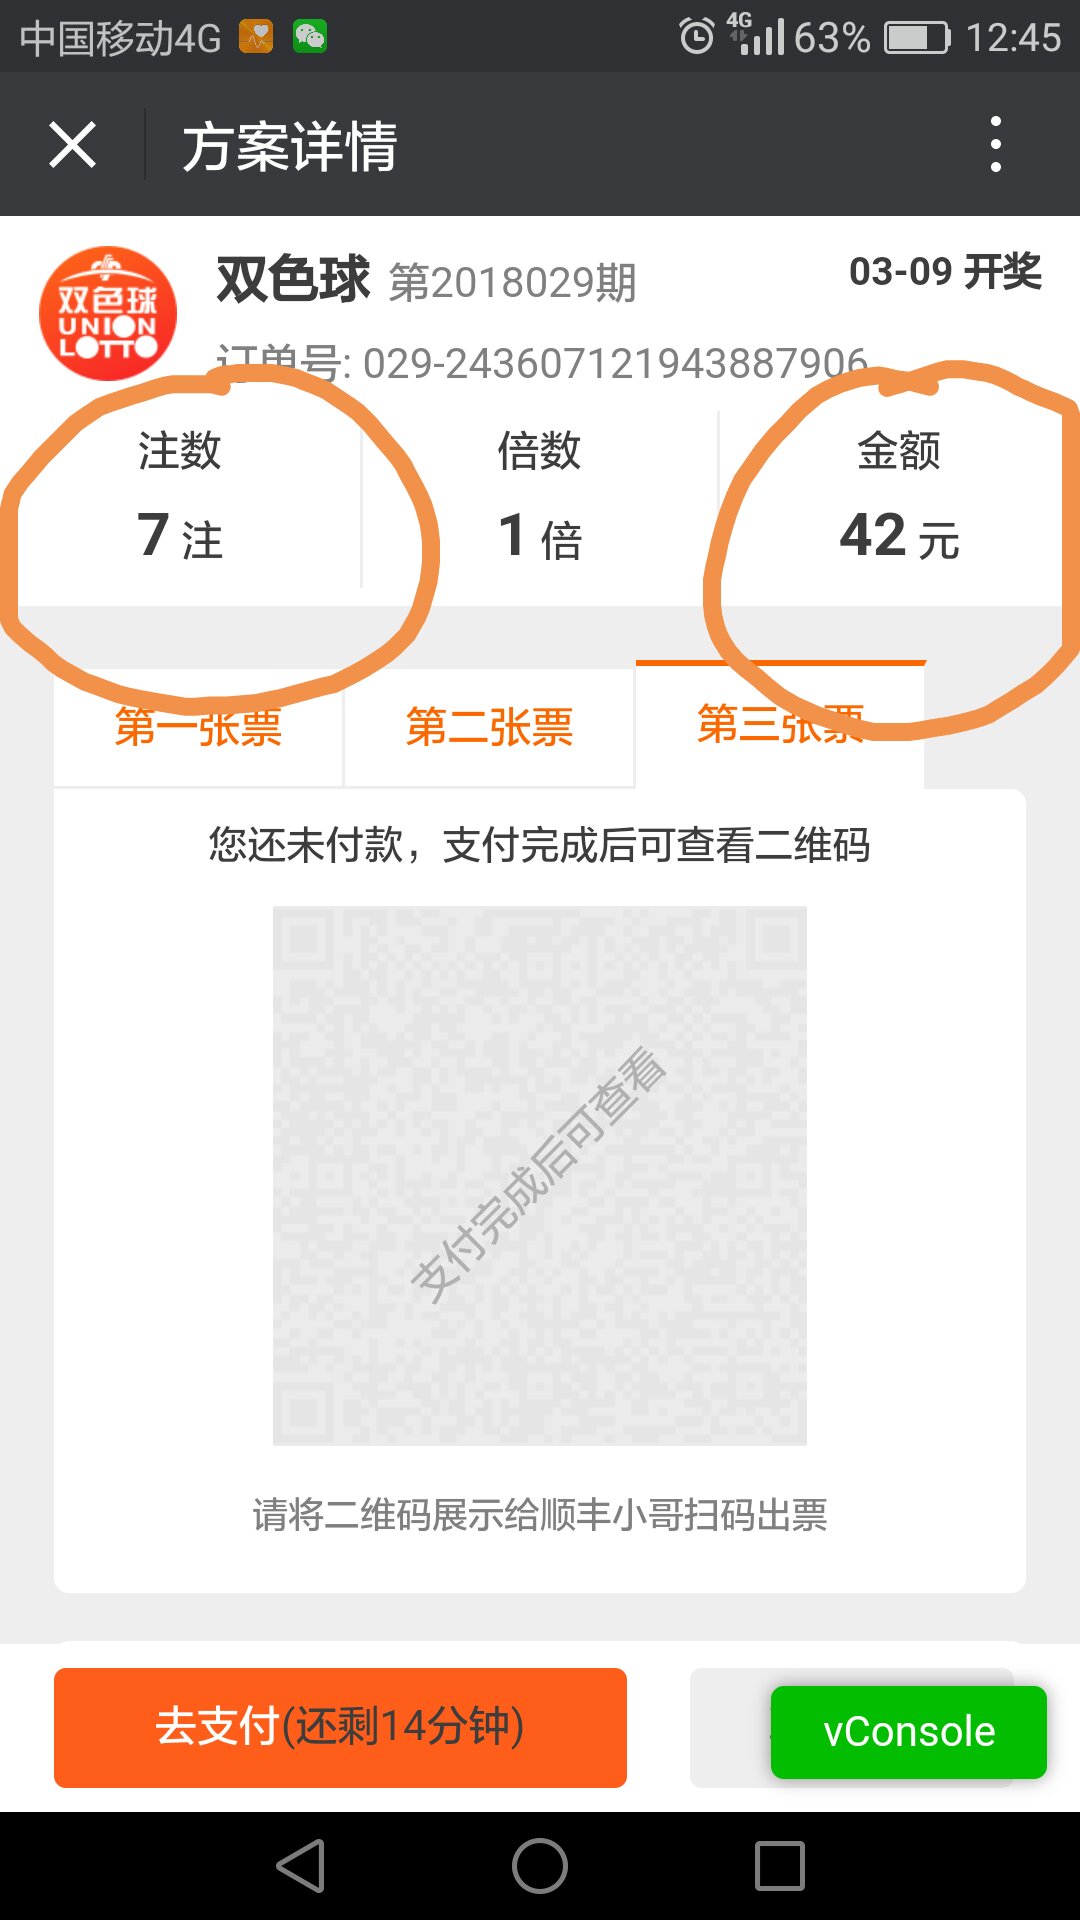 中国移动4G 4G 63% 12:45
方案详情
双色球 第2018029期 03-09 开奖
双色球
UNION
LOTTO
订单号: 029-243607121943887906
注数 倍数 金额
7 注 1 倍 42 元
第一张票 第二张票 第三张票
您还未付款，支付完成后可查看二维码
支付完成后可查看
请将二维码展示给顺丰小哥扫码出票
去支付(还剩14分钟) vConsole